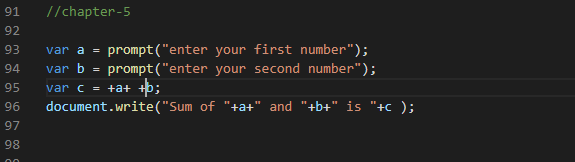 91 //chapter-5
92
93 var a = prompt("enter your first number");
94 var b = prompt("enter your second number");
95 var c = +a+ +b;
96 document.write("Sum of "+a+" and "+b+" is "+c );
97
98